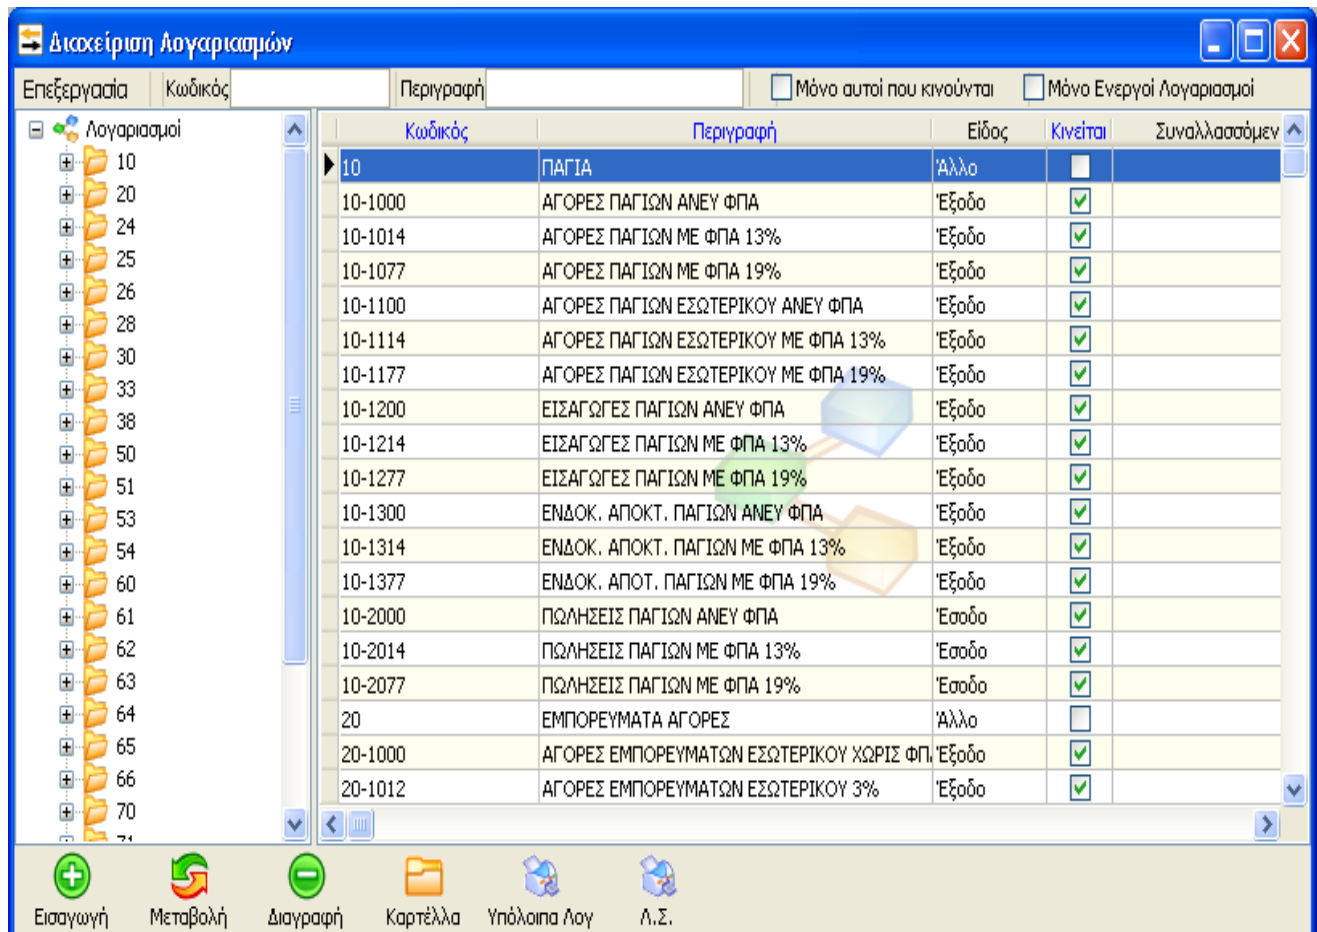 Διαχείριση Λογαριασμών
Επεξεργασία Κωδικός Περιγραφή Μόνο αυτοί που κινούνται Μόνο Ενεργοί Λογαριασμοί
Λογαριασμοί
10
20
24
25
26
28
30
33
38
50
51
53
54
60
61
62
63
64
65
66
70
71
Κωδικός Περιγραφή Είδος Κινείται Συναλλασσόμεν
10 ΠΑΓΙΑ Άλλο
10-1000 ΑΓΟΡΕΣ ΠΑΓΙΩΝ ΑΝΕΥ ΦΠΑ Έξοδο
10-1014 ΑΓΟΡΕΣ ΠΑΓΙΩΝ ΜΕ ΦΠΑ 13% Έξοδο
10-1077 ΑΓΟΡΕΣ ΠΑΓΙΩΝ ΜΕ ΦΠΑ 19% Έξοδο
10-1100 ΑΓΟΡΕΣ ΠΑΓΙΩΝ ΕΣΩΤΕΡΙΚΟΥ ΑΝΕΥ ΦΠΑ Έξοδο
10-1114 ΑΓΟΡΕΣ ΠΑΓΙΩΝ ΕΣΩΤΕΡΙΚΟΥ ΜΕ ΦΠΑ 13% Έξοδο
10-1177 ΑΓΟΡΕΣ ΠΑΓΙΩΝ ΕΣΩΤΕΡΙΚΟΥ ΜΕ ΦΠΑ 19% Έξοδο
10-1200 ΕΙΣΑΓΩΓΕΣ ΠΑΓΙΩΝ ΑΝΕΥ ΦΠΑ Έξοδο
10-1214 ΕΙΣΑΓΩΓΕΣ ΠΑΓΙΩΝ ΜΕ ΦΠΑ 13% Έξοδο
10-1277 ΕΙΣΑΓΩΓΕΣ ΠΑΓΙΩΝ ΜΕ ΦΠΑ 19% Έξοδο
10-1300 ΕΝΔΟΚ. ΑΠΟΚΤ. ΠΑΓΙΩΝ ΑΝΕΥ ΦΠΑ Έξοδο
10-1314 ΕΝΔΟΚ. ΑΠΟΚΤ. ΠΑΓΙΩΝ ΜΕ ΦΠΑ 13% Έξοδο
10-1377 ΕΝΔΟΚ. ΑΠΟΤ. ΠΑΓΙΩΝ ΜΕ ΦΠΑ 19% Έξοδο
10-2000 ΠΩΛΗΣΕΙΣ ΠΑΓΙΩΝ ΑΝΕΥ ΦΠΑ Έσοδο
10-2014 ΠΩΛΗΣΕΙΣ ΠΑΓΙΩΝ ΜΕ ΦΠΑ 13% Έσοδο
10-2077 ΠΩΛΗΣΕΙΣ ΠΑΓΙΩΝ ΜΕ ΦΠΑ 19% Έσοδο
20 ΕΜΠΟΡΕΥΜΑΤΑ ΑΓΟΡΕΣ Άλλο
20-1000 ΑΓΟΡΕΣ ΕΜΠΟΡΕΥΜΑΤΩΝ ΕΣΩΤΕΡΙΚΟΥ ΧΩΡΙΣ ΦΠ Έξοδο
20-1012 ΑΓΟΡΕΣ ΕΜΠΟΡΕΥΜΑΤΩΝ ΕΣΩΤΕΡΙΚΟΥ 3% Έξοδο
Εισαγωγή Μεταβολή Διαγραφή Καρτέλλα Υπόλοιπα Λογ Λ.Σ.